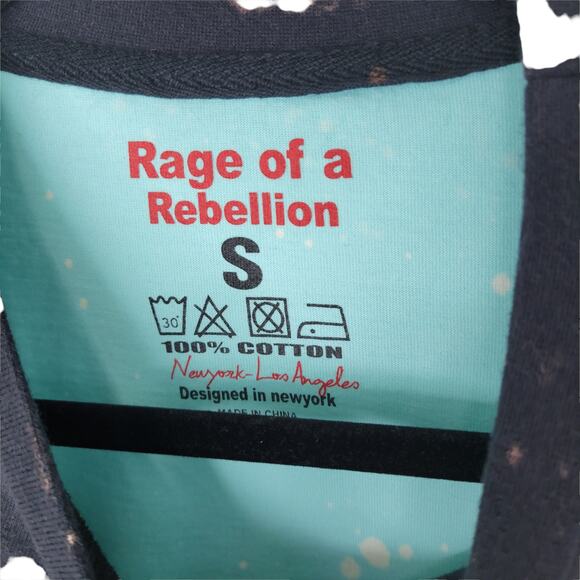 Rage of a
Rebellion
S
30°
100% COTTON
Newyork-Los Angeles
Designed in newyork
MADE IN CHINA